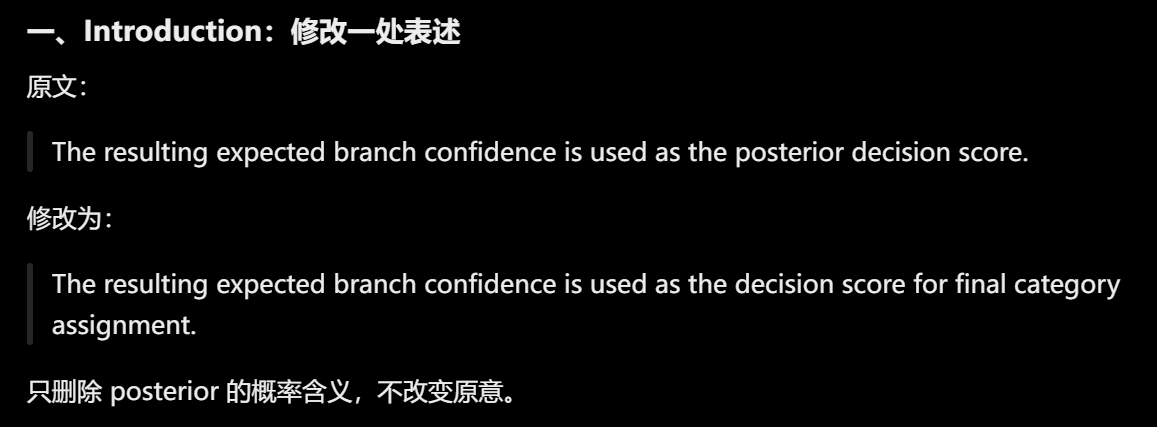 一、Introduction：修改一处表述
原文：
The resulting expected branch confidence is used as the posterior decision score.
修改为：
The resulting expected branch confidence is used as the decision score for final category
assignment.
只删除 posterior 的概率含义，不改变原意。